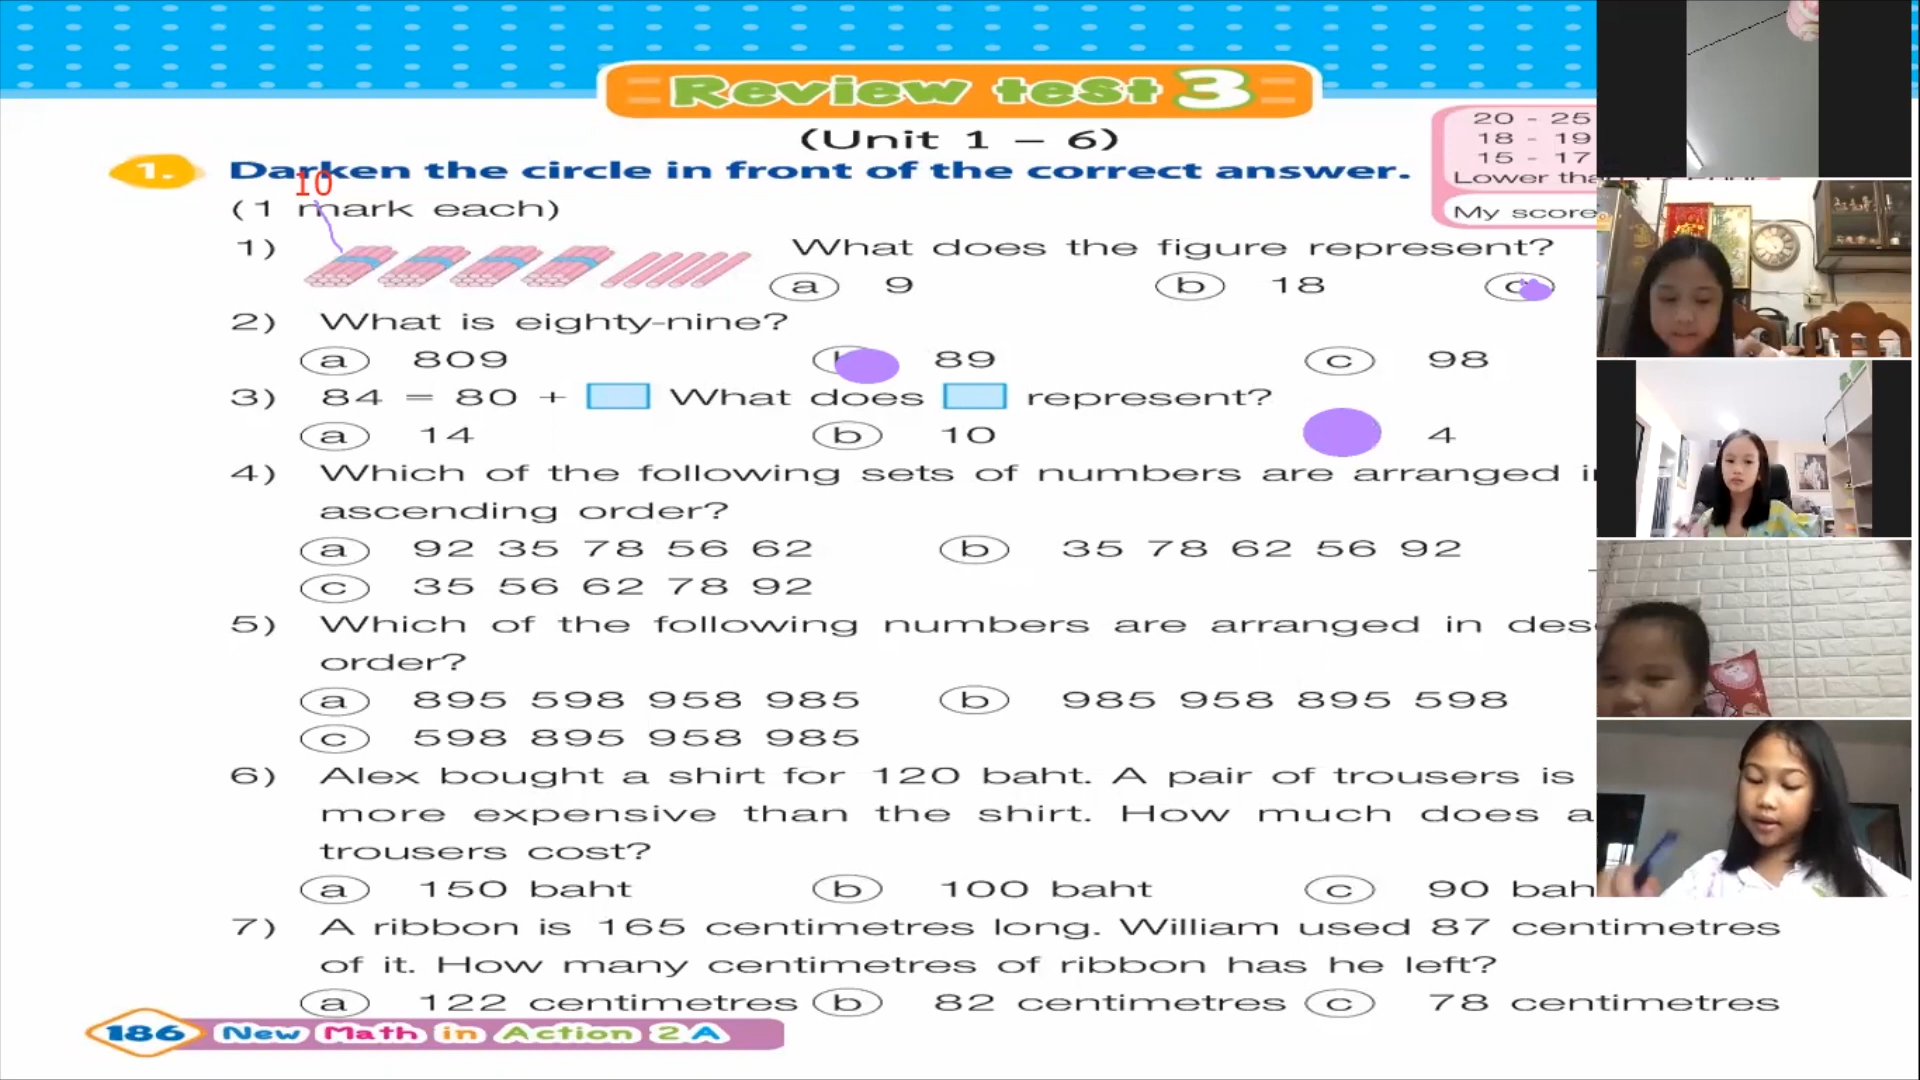 Review test 3
(Unit 1 – 6)
20 - 25
18 - 19
15 - 17
Lower than
My score
1. Darken the circle in front of the correct answer.
10
(1 mark each)
1) What does the figure represent?
a 9 b 18 c
2) What is eighty-nine?
a 809 b 89 c 98
3) 84 = 80 + What does represent?
a 14 b 10 4
4) Which of the following sets of numbers are arranged
ascending order?
a 92 35 78 56 62 b 35 78 62 56 92
c 35 56 62 78 92
5) Which of the following numbers are arranged in des
order?
a 895 598 958 985 b 985 958 895 598
c 598 895 958 985
6) Alex bought a shirt for 120 baht. A pair of trousers is
more expensive than the shirt. How much does a
trousers cost?
a 150 baht b 100 baht c 90 bah
7) A ribbon is 165 centimetres long. William used 87 centimetres
of it. How many centimetres of ribbon has he left?
a 122 centimetres b 82 centimetres c 78 centimetres
186 New Math in Action 2A